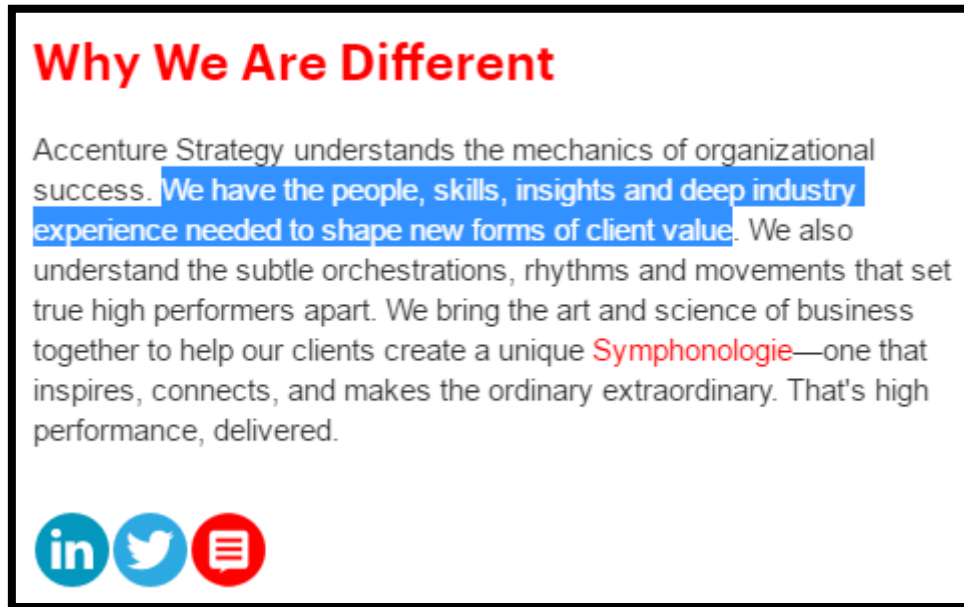 Why We Are Different
Accenture Strategy understands the mechanics of organizational
success. We have the people, skills, insights and deep industry
experience needed to shape new forms of client value. We also
understand the subtle orchestrations, rhythms and movements that set
true high performers apart. We bring the art and science of business
together to help our clients create a unique Symphonologie—one that
inspires, connects, and makes the ordinary extraordinary. That's high
performance, delivered.
in